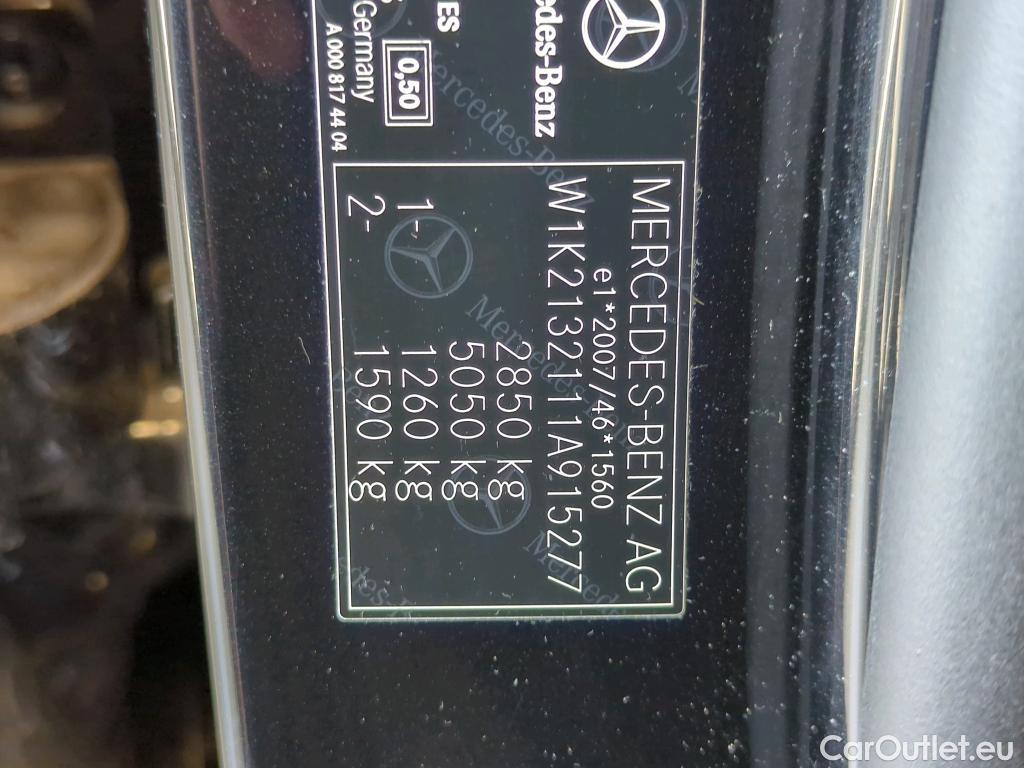 Mercedes-Benz
ES
0,50
Germany
A 000 817 44 04
MERCEDES-BENZ AG
e1*2007/46*1560
W1K2132111A915277
2850 kg
5050 kg
1- 1260 kg
2- 1590 kg
CarOutlet.eu